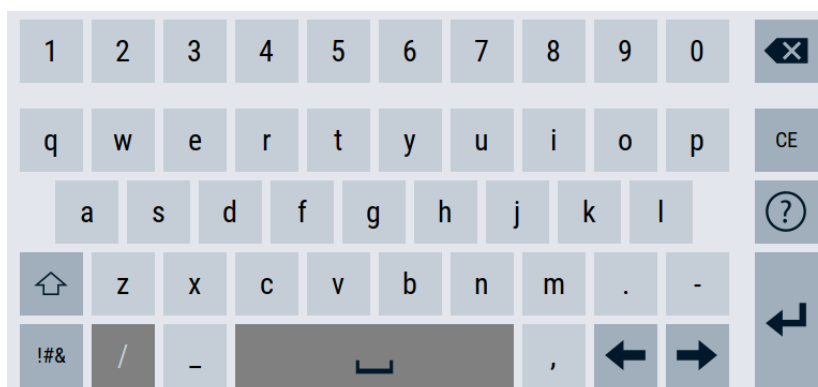 1 2 3 4 5 6 7 8 9 0
q w e r t y u i o p CE
a s d f g h j k l ?
z x c v b n m . -
!#& / _ ,